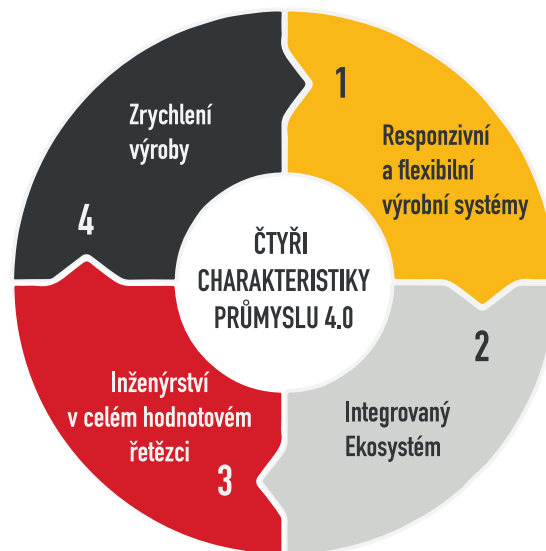 ČTYŘI
CHARAKTERISTIKY
PRŮMYSLU 4.0
1
Responzivní
a flexibilní
výrobní systémy
2
Integrovaný
Ekosystém
Inženýrství
v celém hodnotovém
řetězci
3
Zrychlení
výroby
4